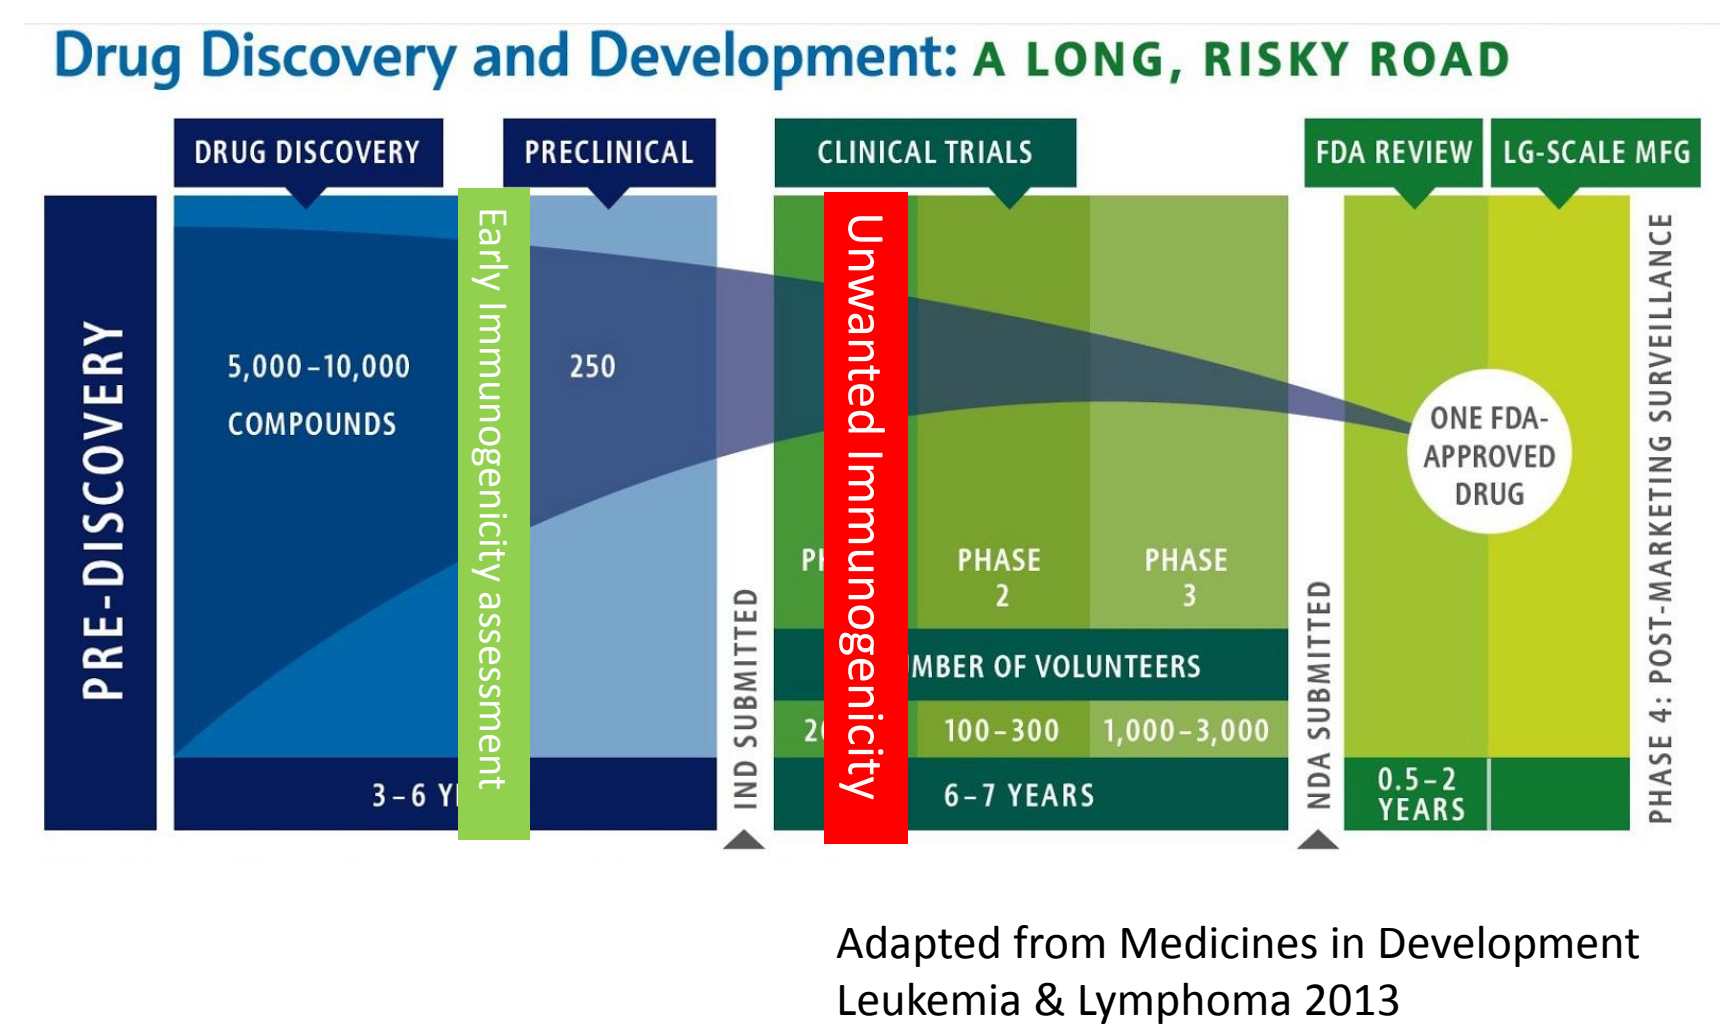 Drug Discovery and Development: A LONG, RISKY ROAD
DRUG DISCOVERY
PRECLINICAL
CLINICAL TRIALS
FDA REVIEW
LG-SCALE MFG
PRE-DISCOVERY
5,000–10,000
COMPOUNDS
Early Immunogenicity assessment
250
3–6
IND SUBMITTED
Unwanted Immunogenicity
PHASE
2
PHASE
3
OF VOLUNTEERS
100–300
1,000–3,000
6–7 YEARS
NDA SUBMITTED
ONE FDA-
APPROVED
DRUG
0.5–2
YEARS
PHASE 4: POST-MARKETING SURVEILLANCE
Adapted from Medicines in Development
Leukemia & Lymphoma 2013